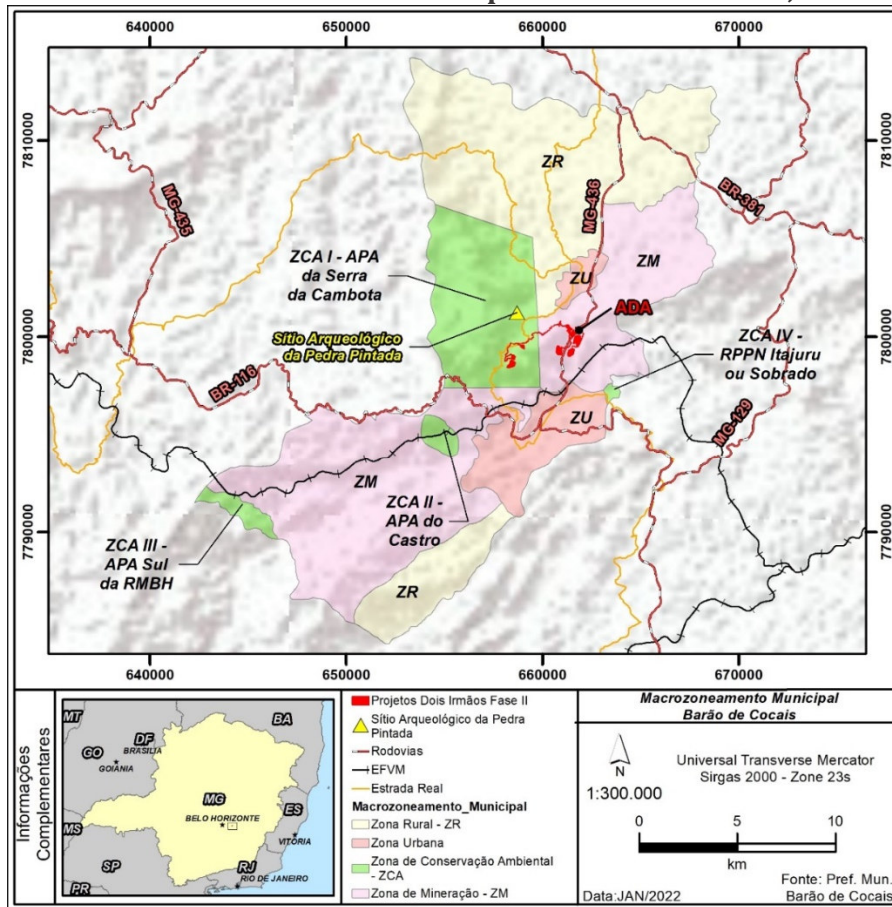 640000 650000 660000 670000
7810000
7800000
7790000
7810000
7800000
7790000
ZR
MG-436
BR-381
MG-435
ZCA I - APA
da Serra
da Cambota
ZU
ZM
ADA
Sítio Arqueológico
da Pedra Pintada
ZCA IV -
RPPN Itajuru
ou Sobrado
BR-116
ZU
MG-129
ZM
ZCA II -
APA do
Castro
ZCA III -
APA Sul
da RMBH
ZR
640000 650000 660000 670000
Informações
Complementares
MT
BA
DF
BRASILIA
GO
GOIÂNIA
MG
BELO HORIZONTE
ES
VITÓRIA
MS
SP
RJ
RIO DE JANEIRO
PR
Projetos Dois Irmãos Fase II
Sítio Arqueológico da Pedra
Pintada
Rodovias
EFVM
Estrada Real
Macrozoneamento_Municipal
Zona Rural - ZR
Zona Urbana
Zona de Conservação Ambiental
- ZCA
Zona de Mineração - ZM
Macrozoneamento Municipal
Barão de Cocais
N
1:300.000
Universal Transverse Mercator
Sirgas 2000 - Zone 23s
0 5 10
km
Data:JAN/2022
Fonte: Pref. Mun.
Barão de Cocais